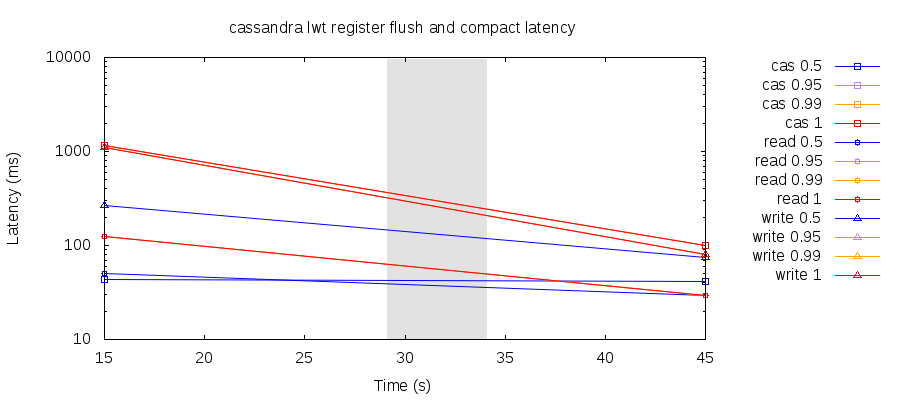 cassandra lwt register flush and compact latency
10000
1000
100
10
Latency (ms)
15 20 25 30 35 40 45
Time (s)
cas 0.5
cas 0.95
cas 0.99
cas 1
read 0.5
read 0.95
read 0.99
read 1
write 0.5
write 0.95
write 0.99
write 1